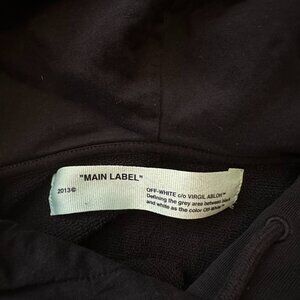 "MAIN LABEL"
2013©
OFF-WHITE c/o VIRGIL ABLOH™
Defining the grey area between black
and white as the color Off-White